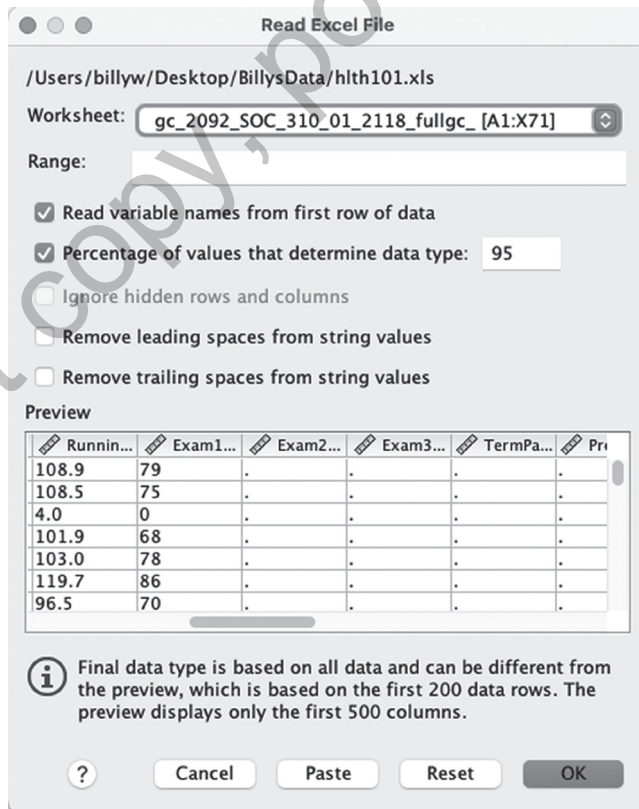 Read Excel File
/Users/billyw/Desktop/BillysData/hlth101.xls
Worksheet: gc_2092_SOC_310_01_2118_fullgc_ [A1:X71]
Range:
Read variable names from first row of data
Percentage of values that determine data type: 95
Ignore hidden rows and columns
Remove leading spaces from string values
Remove trailing spaces from string values
Preview
Runnin... Exam1... Exam2... Exam3... TermPa... Pr
108.9 79 . . . .
108.5 75 . . . .
4.0 0 . . . .
101.9 68 . . . .
103.0 78 . . . .
119.7 86 . . . .
96.5 70 . . . .
Final data type is based on all data and can be different from
the preview, which is based on the first 200 data rows. The
preview displays only the first 500 columns.
? Cancel Paste Reset OK
copy,